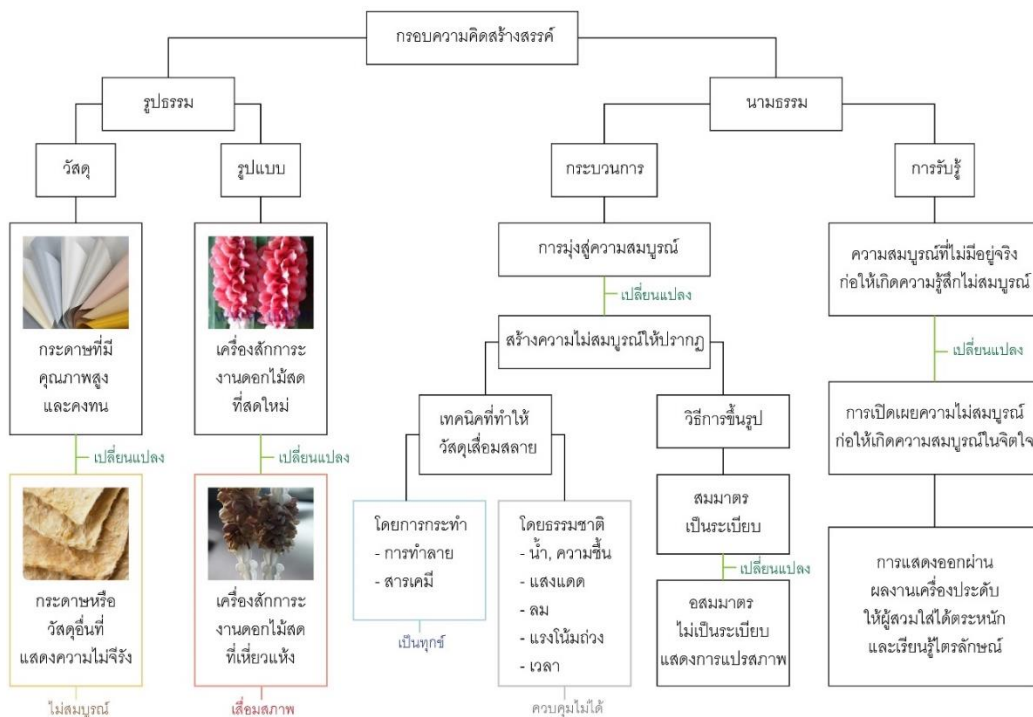 กรอบความคิดสร้างสรรค์
รูปธรรม
นามธรรม
วัสดุ
รูปแบบ
กระบวนการ
การรับรู้
กระดาษที่มี
คุณภาพสูง
และคงทน
เปลี่ยนแปลง
กระดาษหรือ
วัสดุอื่นที่
แสดงความไม่จีรัง
ไม่สมบูรณ์
เครื่องสักการะ
งานดอกไม้สด
ที่สดใหม่
เปลี่ยนแปลง
เครื่องสักการะ
งานดอกไม้สด
ที่เหี่ยวแห้ง
เสื่อมสภาพ
การมุ่งสู่ความสมบูรณ์
เปลี่ยนแปลง
สร้างความไม่สมบูรณ์ให้ปรากฏ
เทคนิคที่ทำให้
วัสดุเสื่อมสลาย
โดยการกระทำ
- การทำลาย
- สารเคมี
เป็นทุกข์
โดยธรรมชาติ
- น้ำ, ความชื้น
- แสงแดด
- ลม
- แรงโน้มถ่วง
- เวลา
ควบคุมไม่ได้
วิธีการขึ้นรูป
สมมาตร
เป็นระเบียบ
เปลี่ยนแปลง
อสมมาตร
ไม่เป็นระเบียบ
แสดงการแปรสภาพ
ความสมบูรณ์ที่ไม่มีอยู่จริง
ก่อให้เกิดความรู้สึกไม่สมบูรณ์
เปลี่ยนแปลง
การเปิดเผยความไม่สมบูรณ์
ก่อให้เกิดความสมบูรณ์ในจิตใจ
การแสดงออกผ่าน
ผลงานเครื่องประดับ
ให้ผู้สวมใส่ได้ตระหนัก
และเรียนรู้ไตรลักษณ์